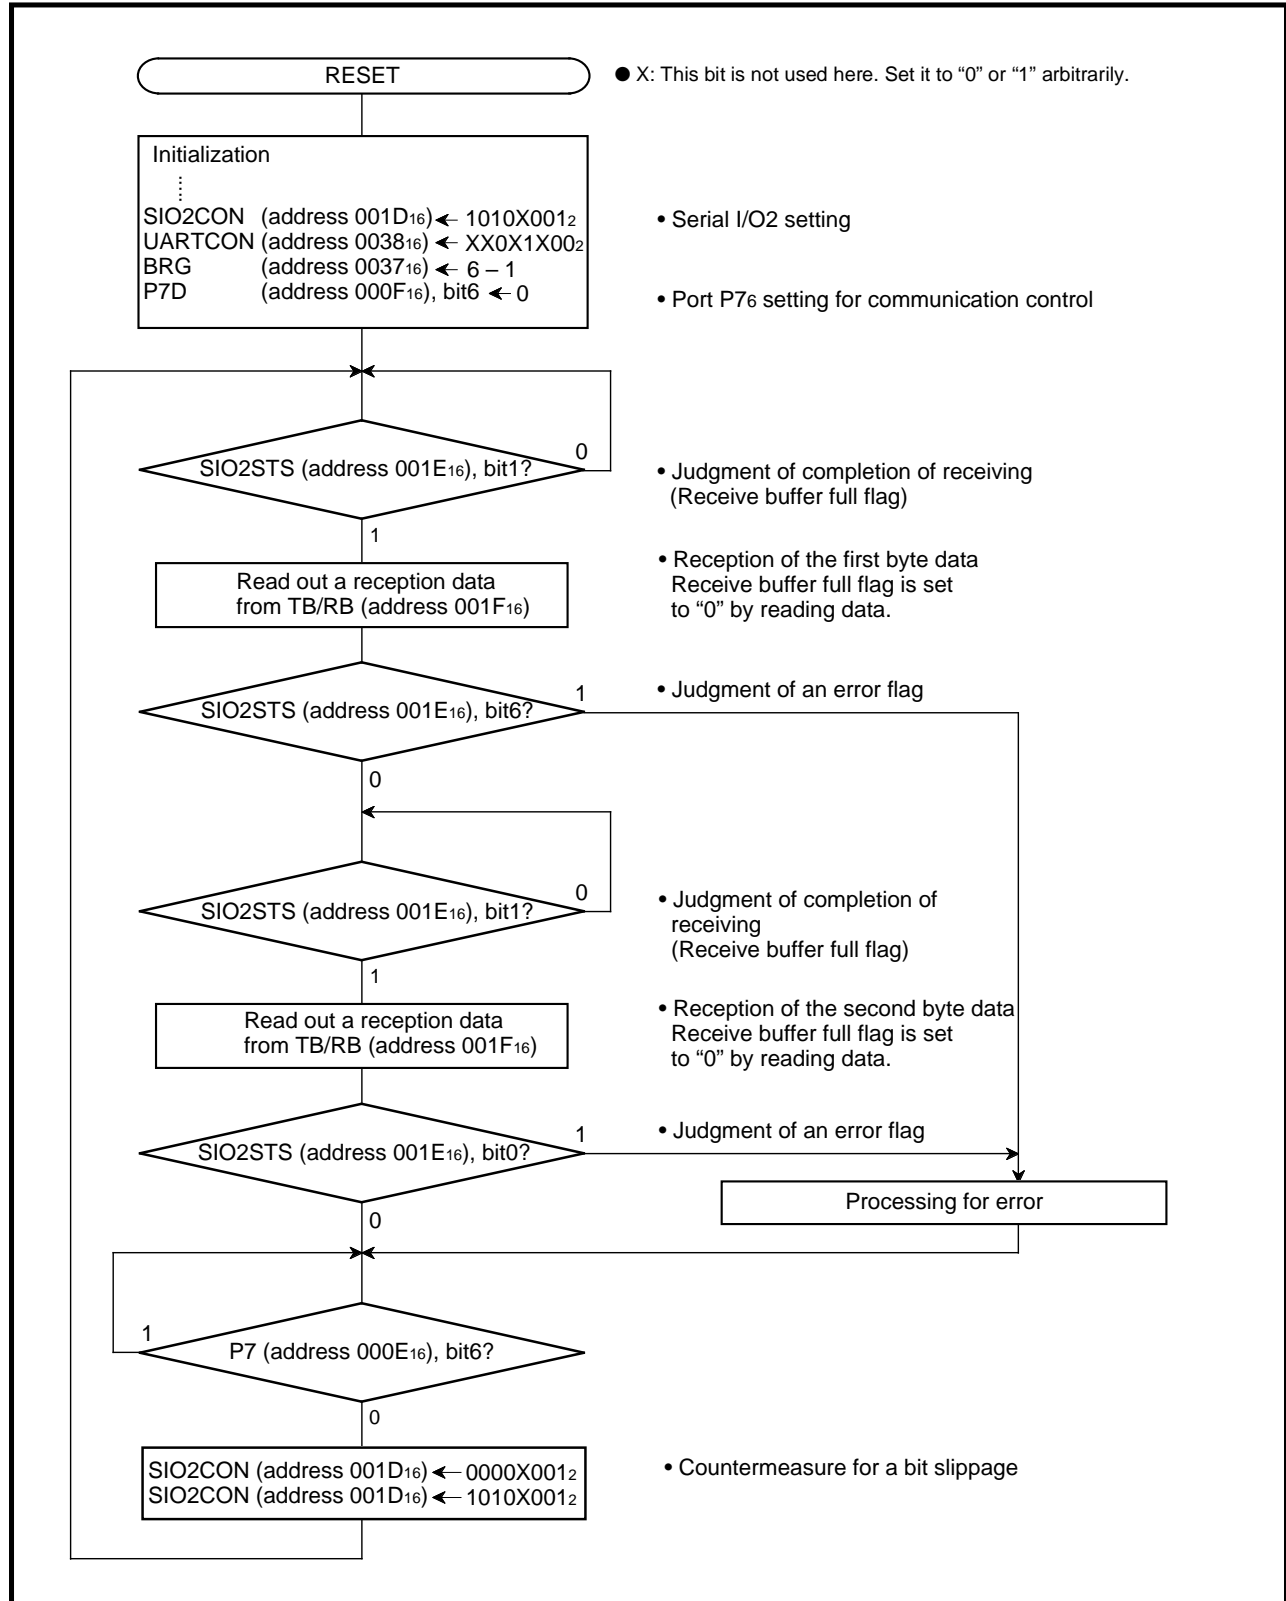 RESET
● X: This bit is not used here. Set it to “0” or “1” arbitrarily.
Initialization
SIO2CON (address 001D16) ← 1010X0012
UARTCON (address 003816) ← XX0X1X002
BRG (address 003716) ← 6 – 1
P7D (address 000F16), bit6 ← 0
• Serial I/O2 setting
• Port P76 setting for communication control
SIO2STS (address 001E16), bit1?
0
1
• Judgment of completion of receiving
(Receive buffer full flag)
Read out a reception data
from TB/RB (address 001F16)
• Reception of the first byte data
Receive buffer full flag is set
to “0” by reading data.
SIO2STS (address 001E16), bit6?
1
0
• Judgment of an error flag
SIO2STS (address 001E16), bit1?
0
1
• Judgment of completion of
receiving
(Receive buffer full flag)
Read out a reception data
from TB/RB (address 001F16)
• Reception of the second byte data
Receive buffer full flag is set
to “0” by reading data.
SIO2STS (address 001E16), bit0?
1
0
• Judgment of an error flag
Processing for error
1
P7 (address 000E16), bit6?
0
SIO2CON (address 001D16) ← 0000X0012
SIO2CON (address 001D16) ← 1010X0012
• Countermeasure for a bit slippage